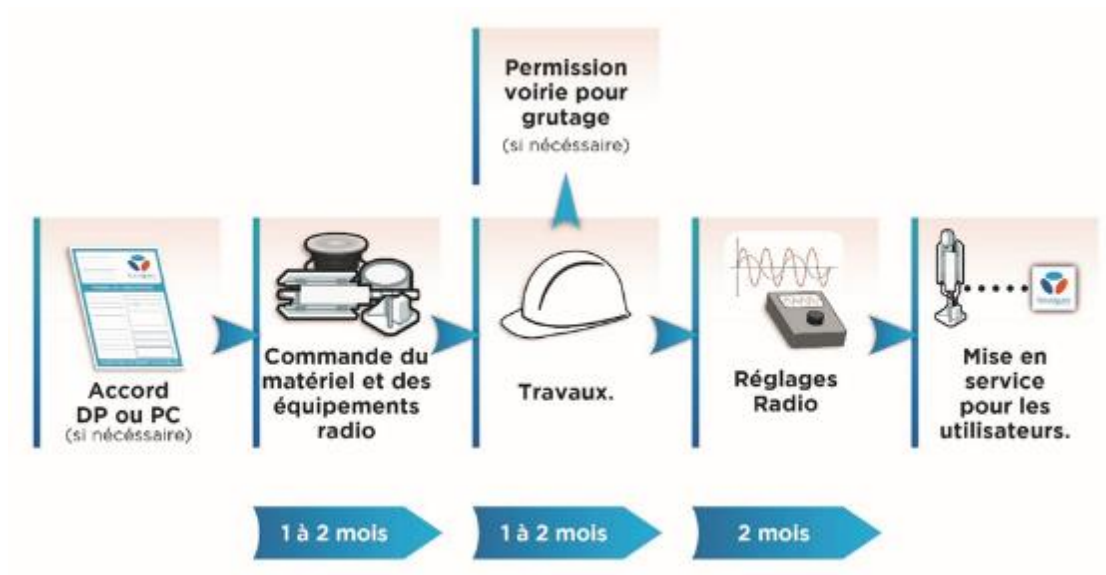 Permission
voirie pour
grutage
(si nécéssaire)
Accord
DP ou PC
(si nécéssaire)
Commande du
matériel et des
équipements
radio
Travaux.
Réglages
Radio
Mise en
service
pour les
utilisateurs.
1 à 2 mois
1 à 2 mois
2 mois